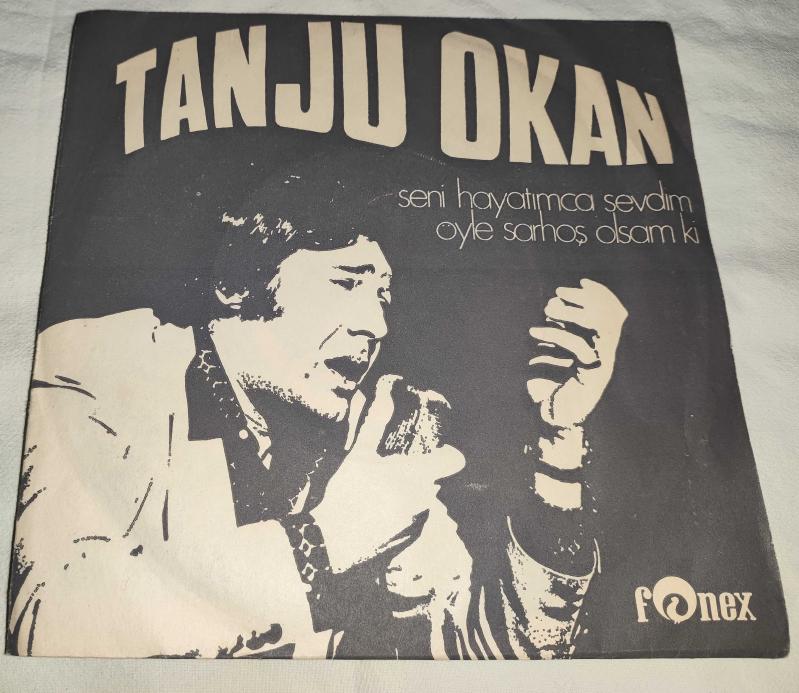 TANJU OKAN
seni hayatımca sevdim
öyle sarhoş olsam ki
fonex